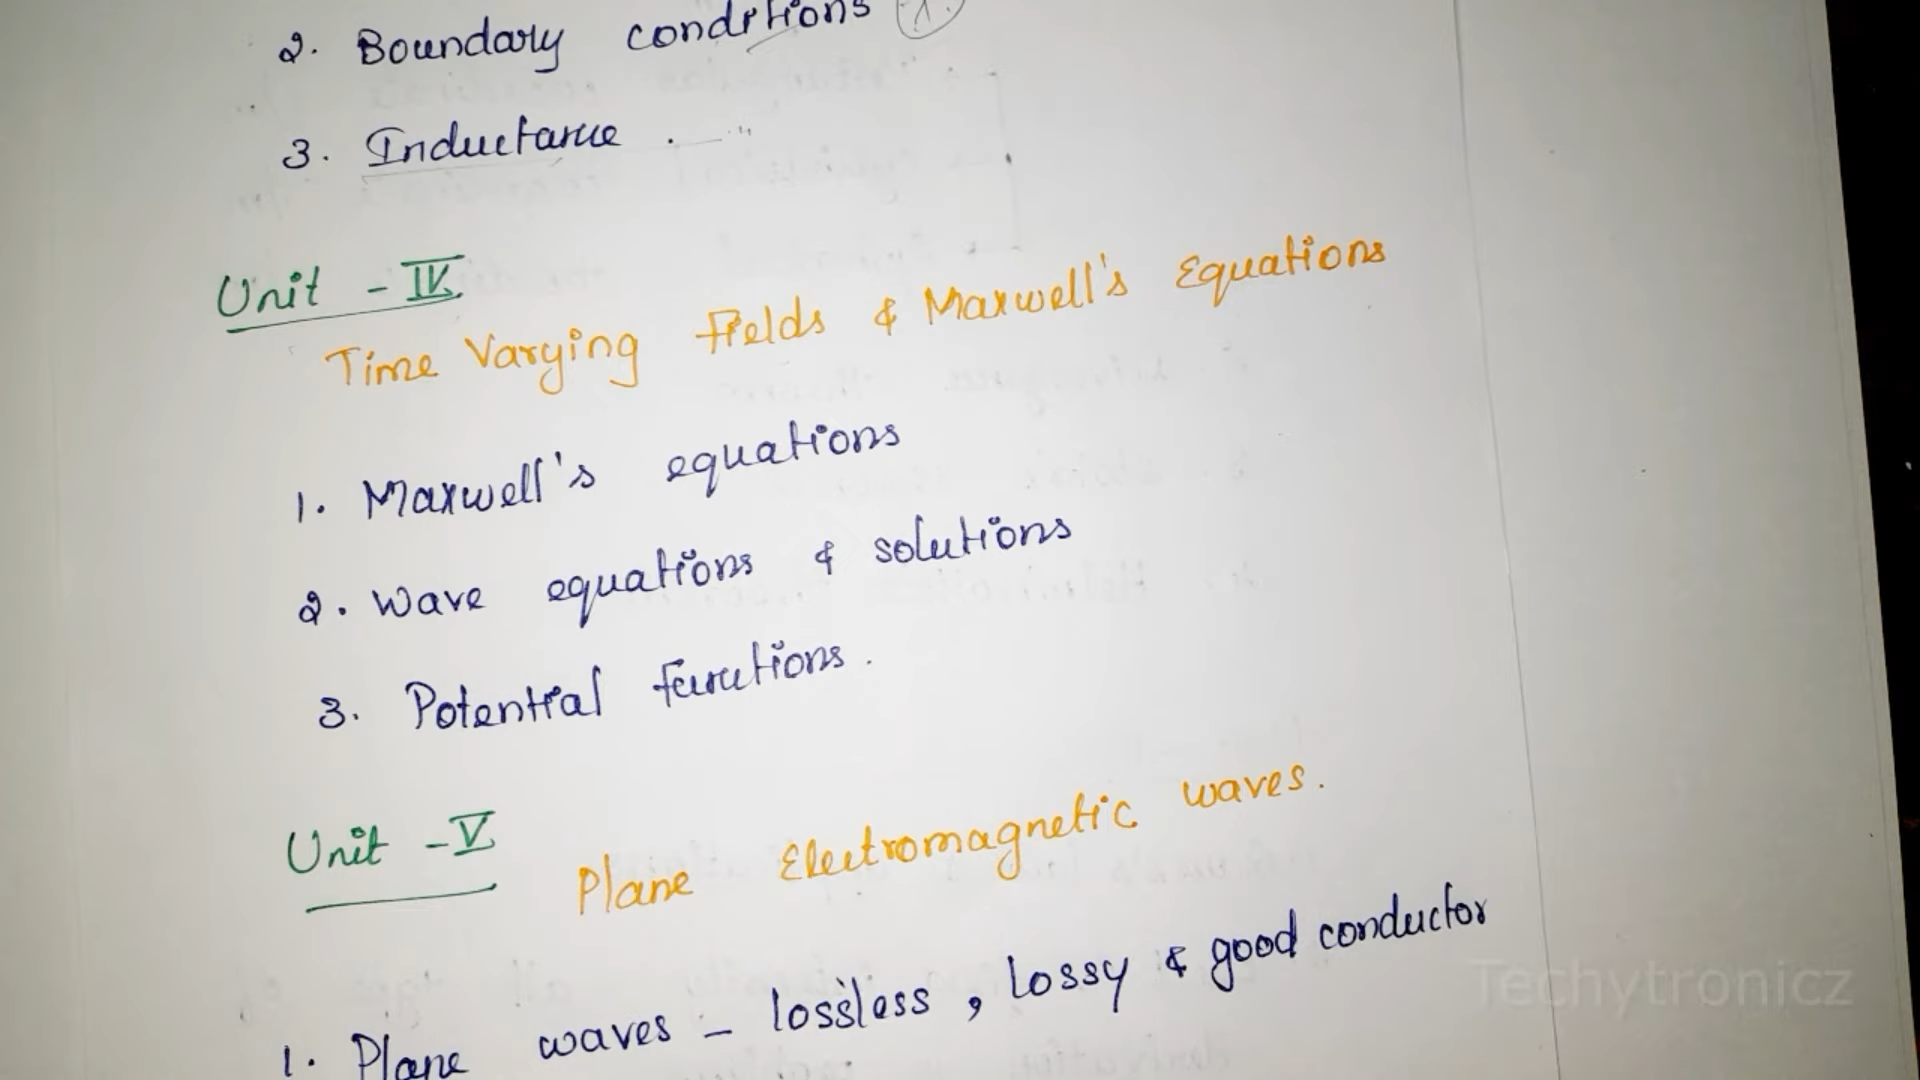 2. Boundary conditions
3. Inductance .
Unit - IV
Time Varying Fields & Maxwell's Equations
1. Maxwell's equations
2. Wave equations & solutions
3. Potential functions .
Unit - V
Plane Electromagnetic waves.
1. Plane waves - lossless , lossy & good conductor
Techytronicz